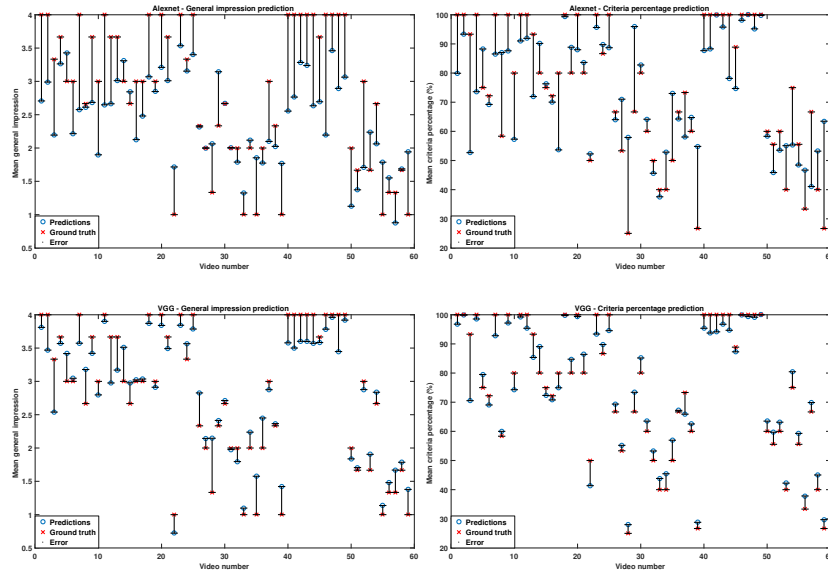 Alexnet - General impression prediction
4
3.5
3
2.5
2
1.5
1
0.5
Mean general impression
0 10 20 30 40 50 60
Video number
Predictions
Ground truth
Error
Alexnet - Criteria percentage prediction
100
90
80
70
60
50
40
30
20
Mean criteria percentage (%)
0 10 20 30 40 50 60
Video number
Predictions
Ground truth
Error
VGG - General impression prediction
4
3.5
3
2.5
2
1.5
1
0.5
Mean general impression
0 10 20 30 40 50 60
Video number
Predictions
Ground truth
Error
VGG - Criteria percentage prediction
100
90
80
70
60
50
40
30
20
Mean criteria percentage (%)
0 10 20 30 40 50 60
Video number
Predictions
Ground truth
Error